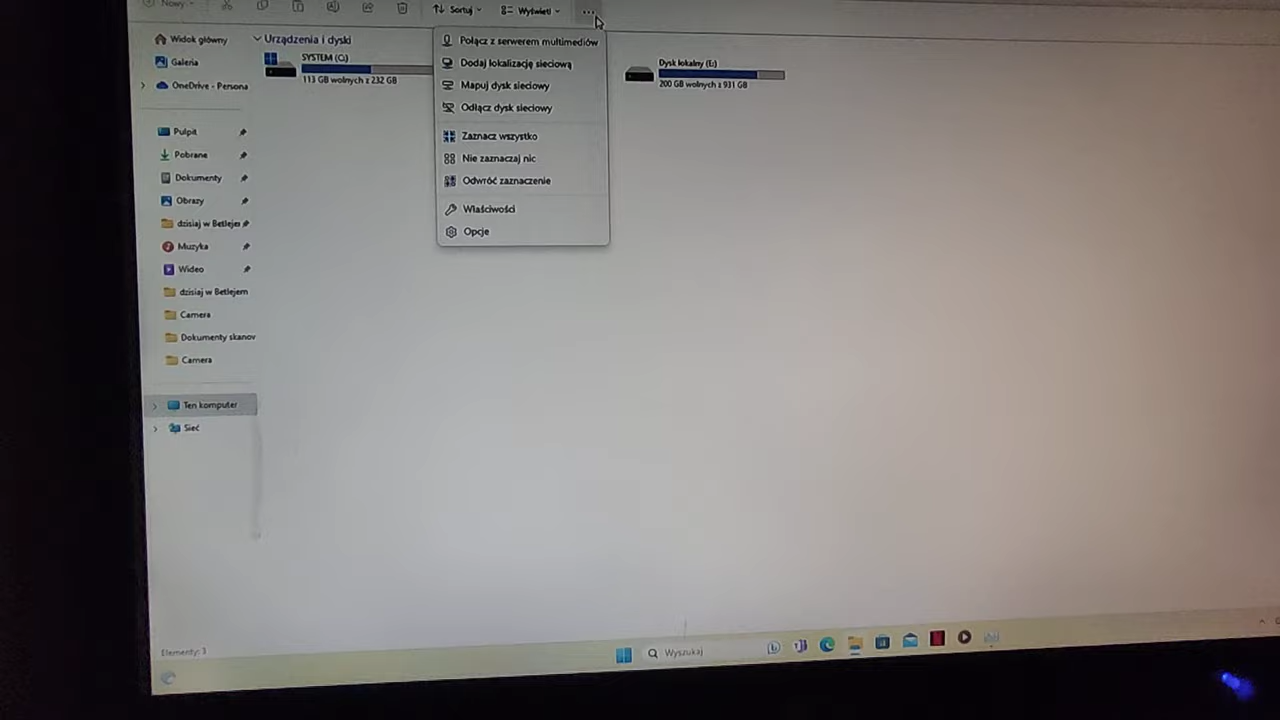 Nowy
Sortuj
Wyświetl
...
Widok główny
Galeria
OneDrive - Persona
Pulpit
Pobrane
Dokumenty
Obrazy
dzisiaj w Betlejem
Muzyka
Wideo
dzisiaj w Betlejem
Camera
Dokumenty skanov
Camera
Ten komputer
Sieć
Urządzenia i dyski
SYSTEM (C:)
113 GB wolnych z 232 GB
Połącz z serwerem multimediów
Dodaj lokalizację sieciową
Mapuj dysk sieciowy
Odłącz dysk sieciowy
Zaznacz wszystko
Nie zaznaczaj nic
Odwróć zaznaczenie
Właściwości
Opcje
Dysk lokalny (E:)
200 GB wolnych z 931 GB
Elementy: 3
Wyszukaj